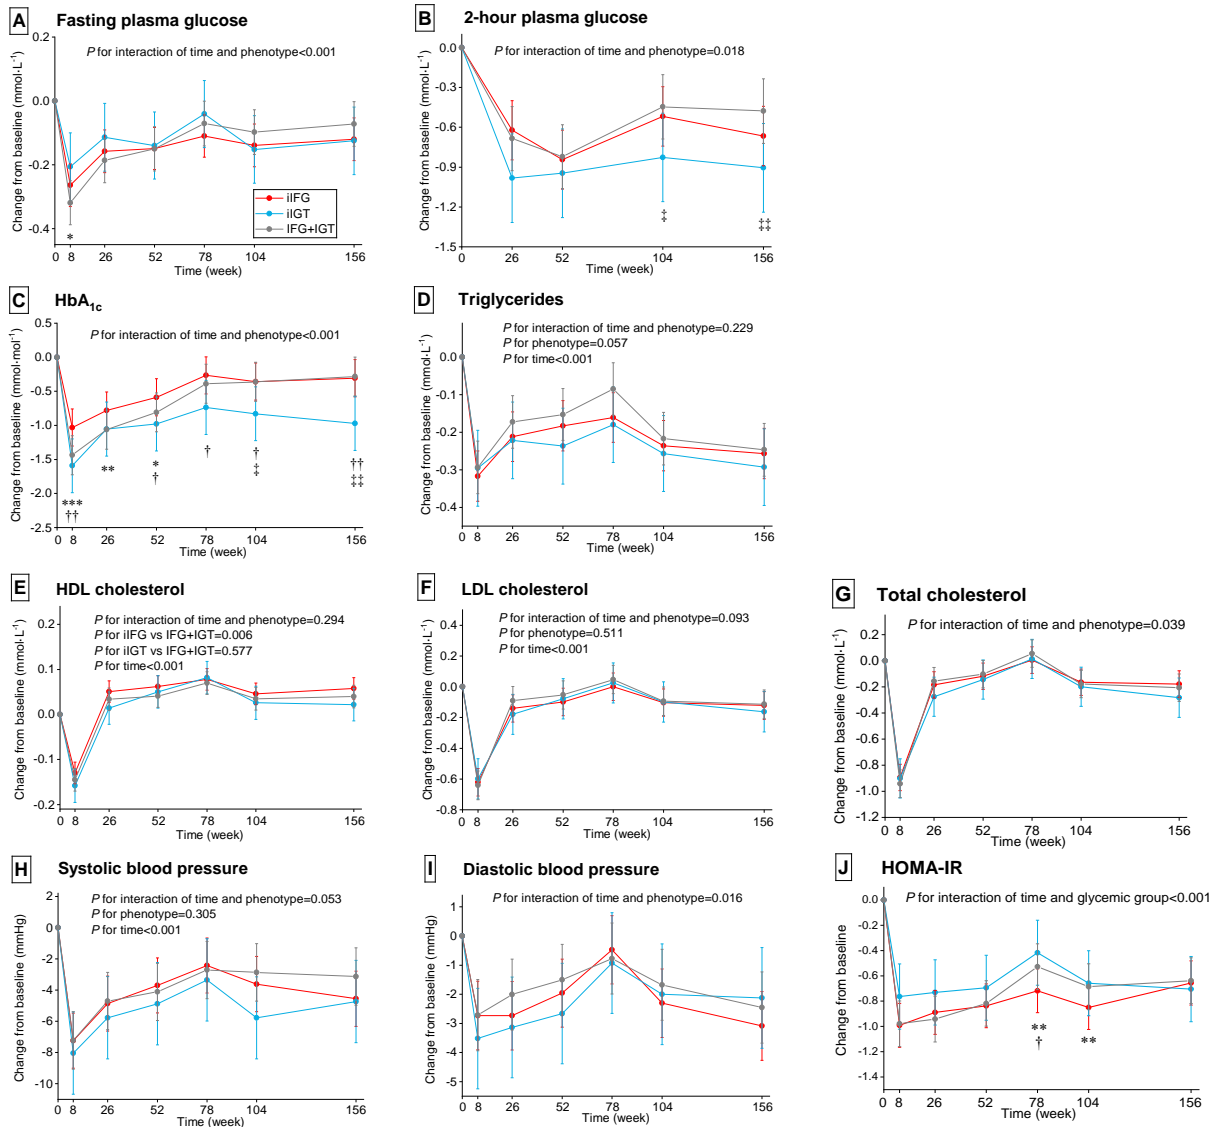 A Fasting plasma glucose
P for interaction of time and phenotype<0.001
Change from baseline (mmol·L⁻¹)
0.2
0.0
-0.2
-0.4
*
iIFG
iIGT
IFG+IGT
0 8 26 52 78 104 156
Time (week)
B 2-hour plasma glucose
P for interaction of time and phenotype=0.018
Change from baseline (mmol·L⁻¹)
0.0
-0.3
-0.6
-0.9
-1.2
-1.5
‡
‡‡
‡‡
0 26 52 78 104 156
Time (week)
C HbA1c
P for interaction of time and phenotype<0.001
Change from baseline (mmol·mol⁻¹)
0.5
0.0
-0.5
-1.0
-1.5
-2.0
-2.5
***
††
**
*
†
†
†
‡
††
‡‡
‡‡
0 8 26 52 78 104 156
Time (week)
D Triglycerides
P for interaction of time and phenotype=0.229
P for phenotype=0.057
P for time<0.001
Change from baseline (mmol·L⁻¹)
0.0
-0.1
-0.2
-0.3
-0.4
0 8 26 52 78 104 156
Time (week)
E HDL cholesterol
P for interaction of time and phenotype=0.294
P for iIFG vs IFG+IGT=0.006
P for iIGT vs IFG+IGT=0.577
P for time<0.001
Change from baseline (mmol·L⁻¹)
0.2
0.1
0.0
-0.1
-0.2
0 8 26 52 78 104 156
Time (week)
F LDL cholesterol
P for interaction of time and phenotype=0.093
P for phenotype=0.511
P for time<0.001
Change from baseline (mmol·L⁻¹)
0.4
0.2
0.0
-0.2
-0.4
-0.6
-0.8
0 8 26 52 78 104 156
Time (week)
G Total cholesterol
P for interaction of time and phenotype=0.039
Change from baseline (mmol·L⁻¹)
0.2
0.0
-0.2
-0.4
-0.6
-0.8
-1.0
-1.2
0 8 26 52 78 104 156
Time (week)
H Systolic blood pressure
P for interaction of time and phenotype=0.053
P for phenotype=0.305
P for time<0.001
Change from baseline (mmHg)
2
0
-2
-4
-6
-8
-10
0 8 26 52 78 104 156
Time (week)
I Diastolic blood pressure
P for interaction of time and phenotype=0.016
Change from baseline (mmHg)
1
0
-1
-2
-3
-4
-5
0 8 26 52 78 104 156
Time (week)
J HOMA-IR
P for interaction of time and glycemic group<0.001
Change from baseline
0.0
-0.2
-0.4
-0.6
-0.8
-1.0
-1.2
-1.4
**
†
**
0 8 26 52 78 104 156
Time (week)